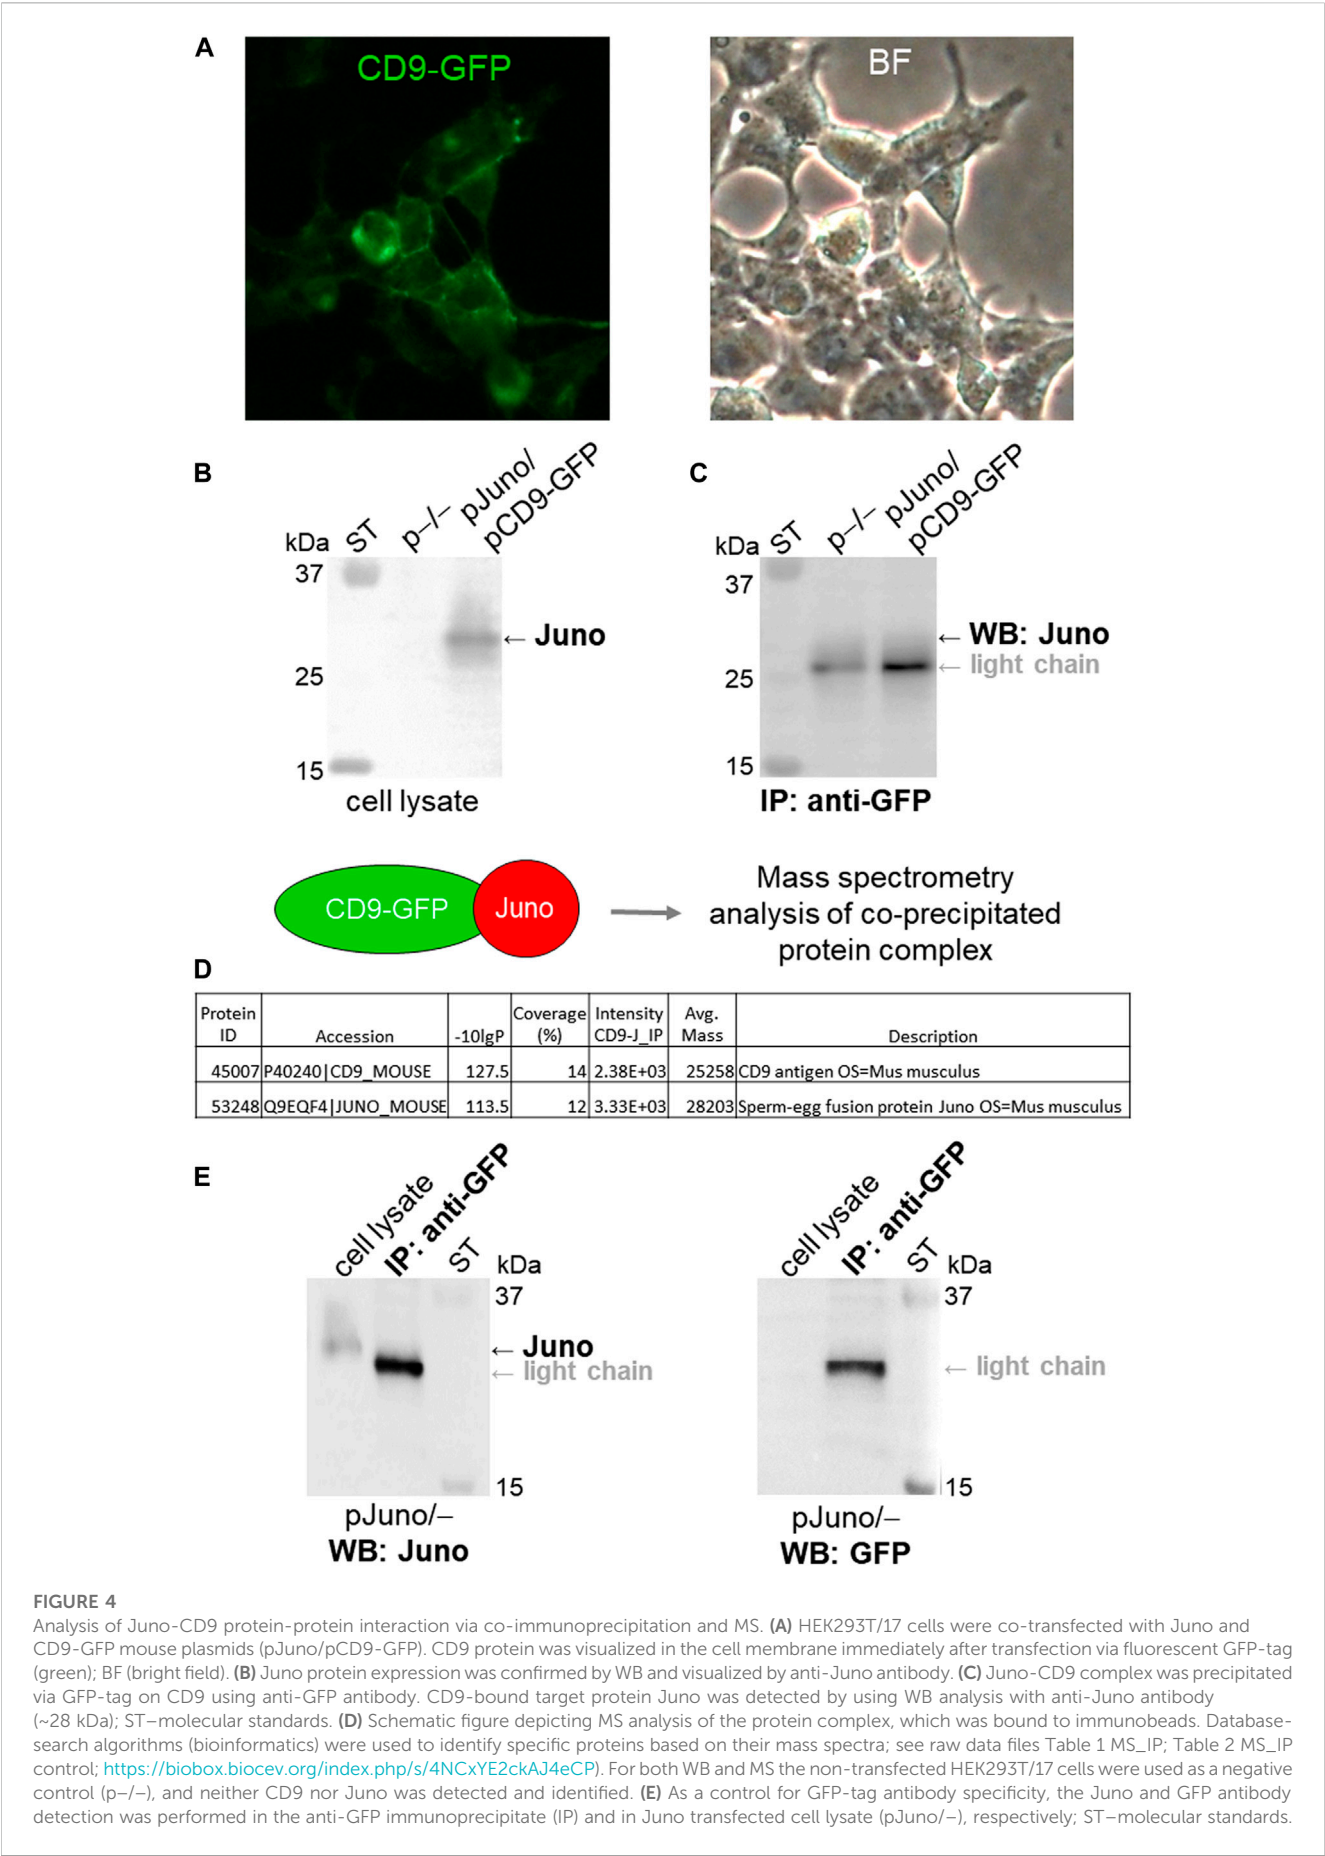 A
CD9-GFP
BF
B
kDa
ST
p–/–
pJuno/
pCD9-GFP
37
25
15
← Juno
cell lysate
C
kDa
ST
p–/–
pJuno/
pCD9-GFP
37
25
15
← WB: Juno
← light chain
IP: anti-GFP
CD9-GFP
Juno
Mass spectrometry
analysis of co-precipitated
protein complex
D
Protein ID Accession -10lgP Coverage (%) Intensity CD9-J_IP Avg. Mass Description
45007 P40240|CD9_MOUSE 127.5 14 2.38E+03 25258 CD9 antigen OS=Mus musculus
53248 Q9EQF4|JUNO_MOUSE 113.5 12 3.33E+03 28203 Sperm-egg fusion protein Juno OS=Mus musculus
E
cell lysate
IP: anti-GFP
ST
kDa
37
← Juno
← light chain
15
pJuno/–
WB: Juno
cell lysate
IP: anti-GFP
ST
kDa
37
← light chain
15
pJuno/–
WB: GFP
FIGURE 4
Analysis of Juno-CD9 protein-protein interaction via co-immunoprecipitation and MS. (A) HEK293T/17 cells were co-transfected with Juno and
CD9-GFP mouse plasmids (pJuno/pCD9-GFP). CD9 protein was visualized in the cell membrane immediately after transfection via fluorescent GFP-tag
(green); BF (bright field). (B) Juno protein expression was confirmed by WB and visualized by anti-Juno antibody. (C) Juno-CD9 complex was precipitated
via GFP-tag on CD9 using anti-GFP antibody. CD9-bound target protein Juno was detected by using WB analysis with anti-Juno antibody
(~28 kDa); ST–molecular standards. (D) Schematic figure depicting MS analysis of the protein complex, which was bound to immunobeads. Database-
search algorithms (bioinformatics) were used to identify specific proteins based on their mass spectra; see raw data files Table 1 MS_IP; Table 2 MS_IP
control; https://biobox.biocev.org/index.php/s/4NCxYE2ckAJ4eCP). For both WB and MS the non-transfected HEK293T/17 cells were used as a negative
control (p–/–), and neither CD9 nor Juno was detected and identified. (E) As a control for GFP-tag antibody specificity, the Juno and GFP antibody
detection was performed in the anti-GFP immunoprecipitate (IP) and in Juno transfected cell lysate (pJuno/–), respectively; ST–molecular standards.